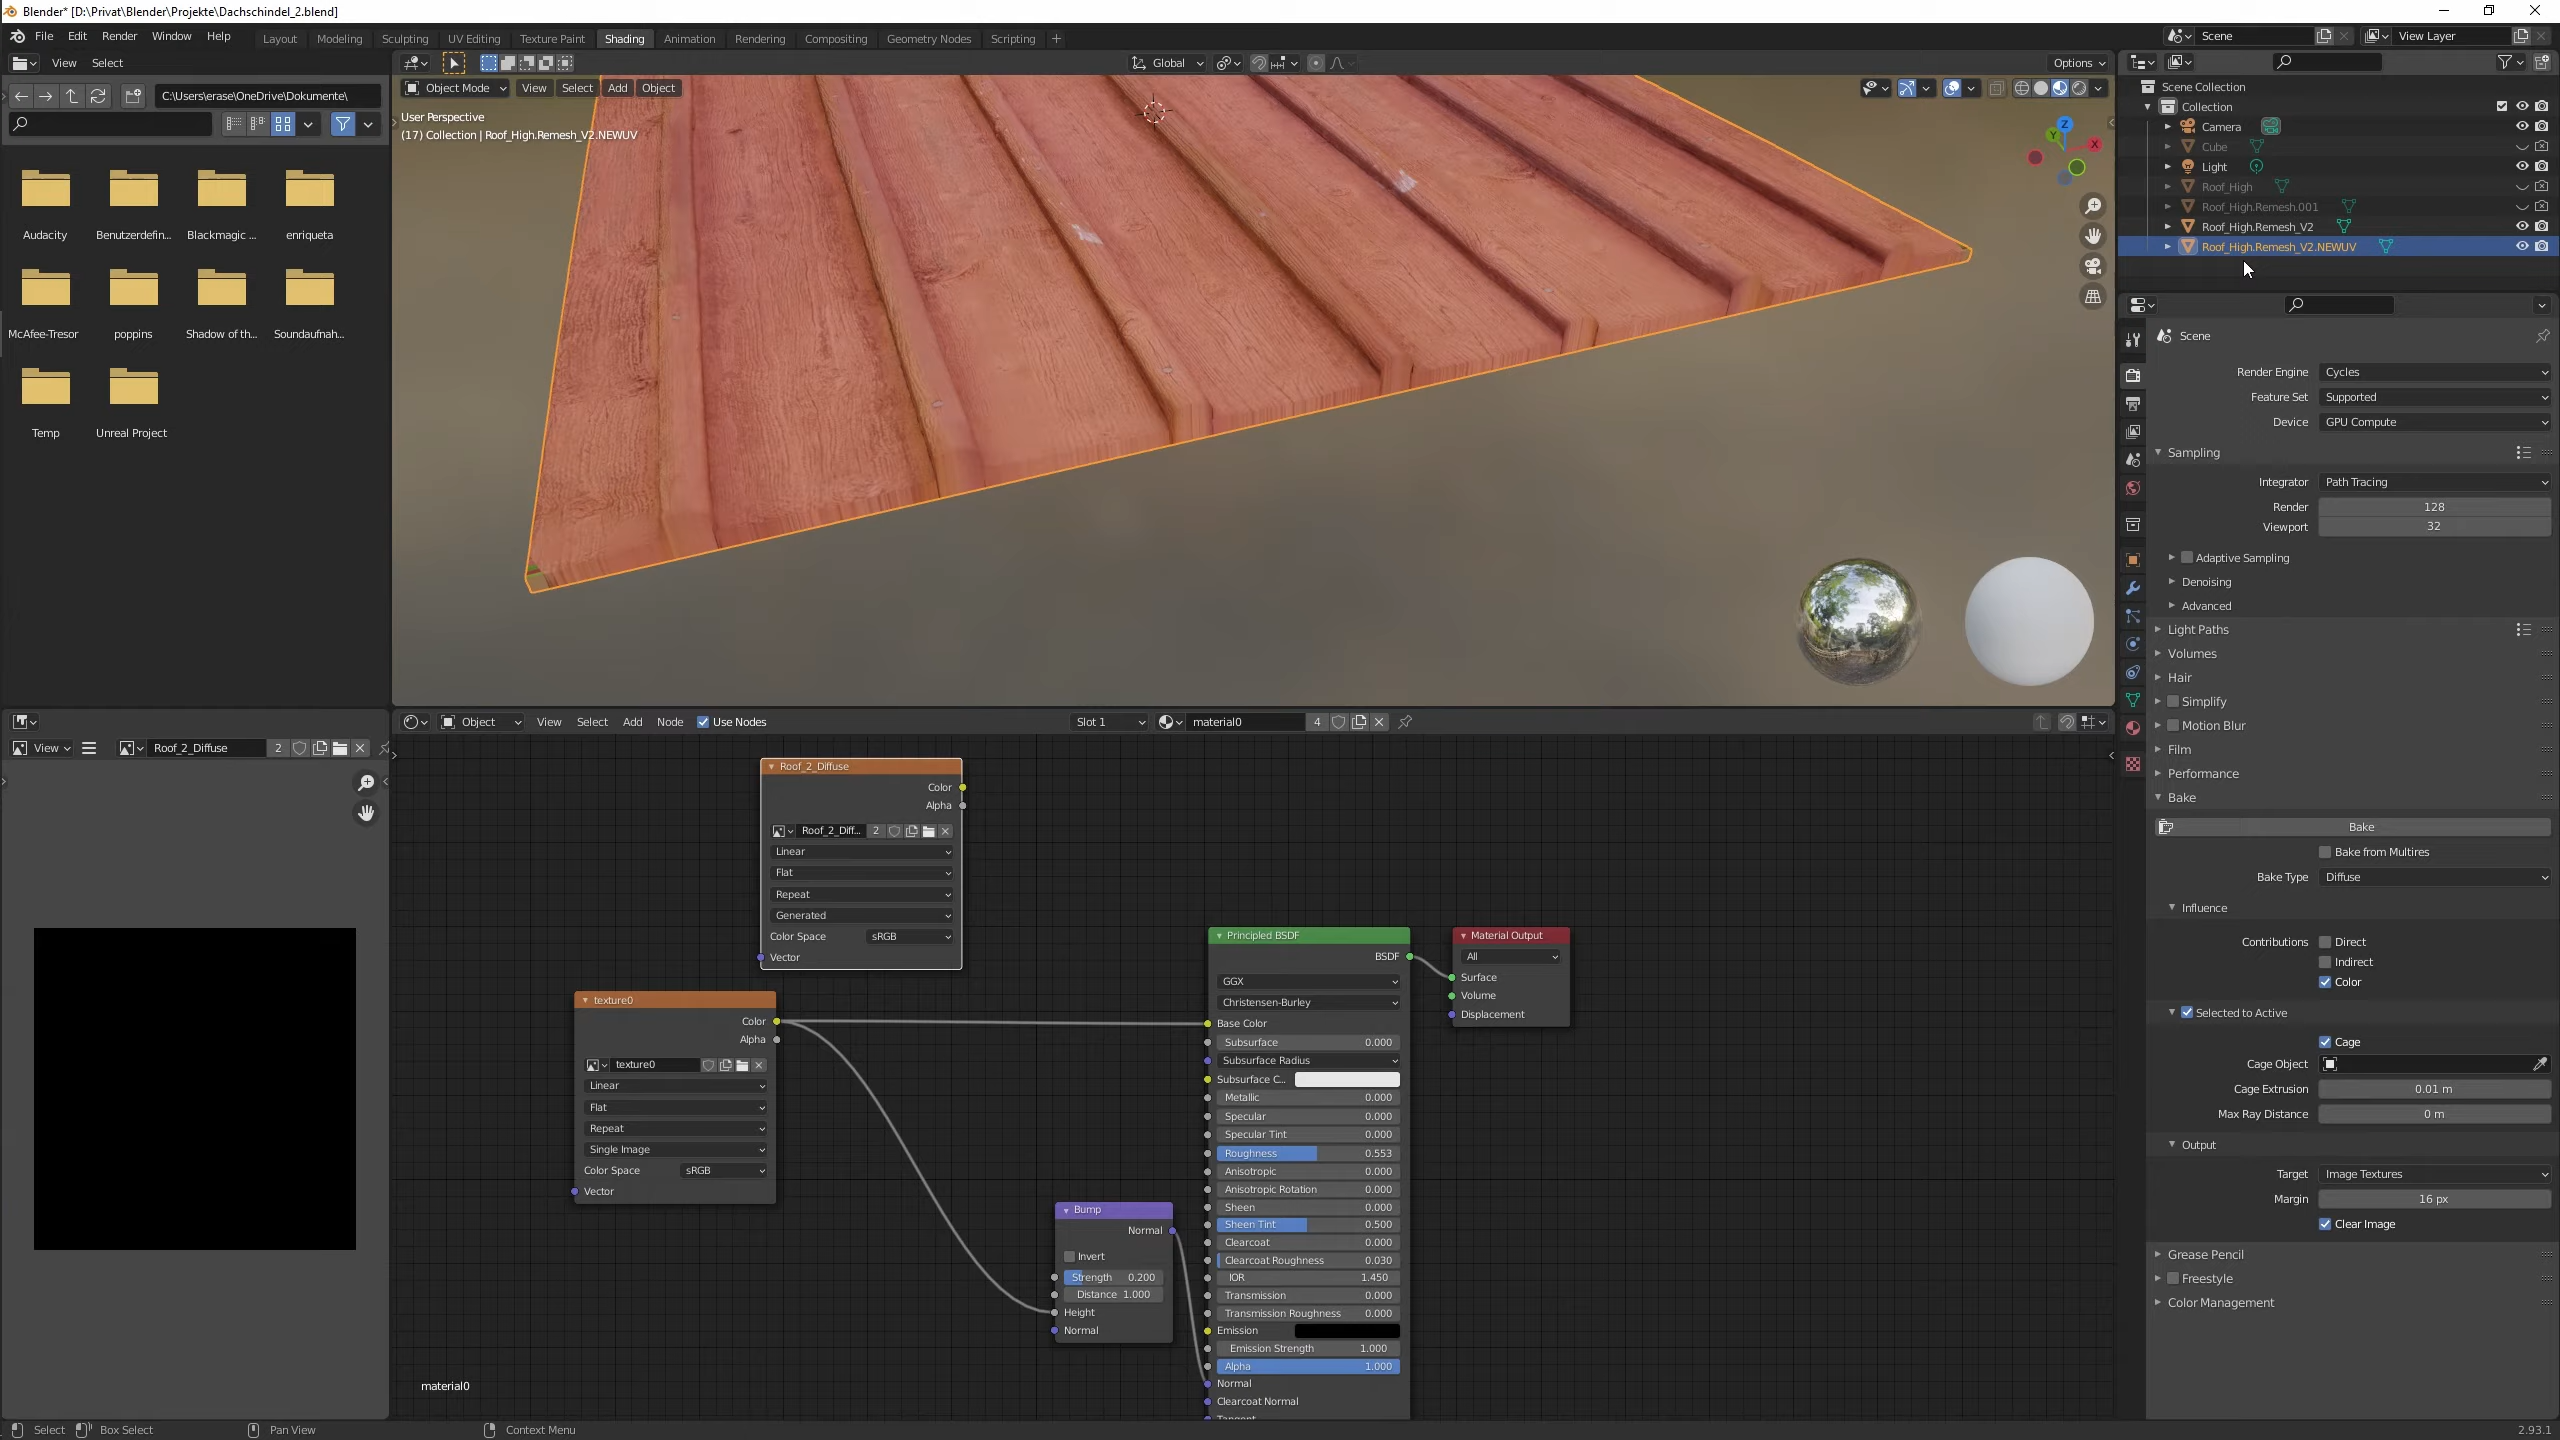 Blender* [D:\Privat\Blender\Projekte\Dachschindel_2.blend]
File Edit Render Window Help
Layout Modeling Sculpting UV Editing Texture Paint Shading Animation Rendering Compositing Geometry Nodes Scripting +
Scene
View Layer
View Select
C:\Users\erase\OneDrive\Dokumente\
Audacity
Benutzerdefin...
Blackmagic ...
enriqueta
McAfee-Tresor
poppins
Shadow of th...
Soundaufnah...
Temp
Unreal Project
Global
Options
Object Mode View Select Add Object
User Perspective
(17) Collection | Roof_High.Remesh_V2.NEWUV
Z
Y
X
Scene Collection
Collection
Camera
Cube
Light
Roof_High
Roof_High.Remesh.001
Roof_High.Remesh_V2
Roof_High.Remesh_V2.NEWUV
Scene
Render Engine Cycles
Feature Set Supported
Device GPU Compute
Sampling
Integrator Path Tracing
Render 128
Viewport 32
Adaptive Sampling
Denoising
Advanced
Light Paths
Volumes
Hair
Simplify
Motion Blur
Film
Performance
Bake
Bake
Bake from Multires
Bake Type Diffuse
Influence
Contributions Direct
Indirect
Color
Selected to Active
Cage
Cage Object
Cage Extrusion 0.01 m
Max Ray Distance 0 m
Output
Target Image Textures
Margin 16 px
Clear Image
Grease Pencil
Freestyle
Color Management
View Roof_2_Diffuse 2
Object View Select Add Node Use Nodes Slot 1 material0 4
Roof_2_Diffuse
Color
Alpha
Roof_2_Diff... 2
Linear
Flat
Repeat
Generated
Color Space sRGB
Vector
texture0
Color
Alpha
texture0
Linear
Flat
Repeat
Single Image
Color Space sRGB
Vector
Bump
Normal
Invert
Strength 0.200
Distance 1.000
Height
Normal
Principled BSDF
BSDF
GGX
Christensen-Burley
Base Color
Subsurface 0.000
Subsurface Radius
Subsurface C...
Metallic 0.000
Specular 0.000
Specular Tint 0.000
Roughness 0.553
Anisotropic 0.000
Anisotropic Rotation 0.000
Sheen 0.000
Sheen Tint 0.500
Clearcoat 0.000
Clearcoat Roughness 0.030
IOR 1.450
Transmission 0.000
Transmission Roughness 0.000
Emission
Emission Strength 1.000
Alpha 1.000
Normal
Clearcoat Normal
Tangent
Material Output
All
Surface
Volume
Displacement
material0
Select Box Select Pan View Context Menu 2.93.1